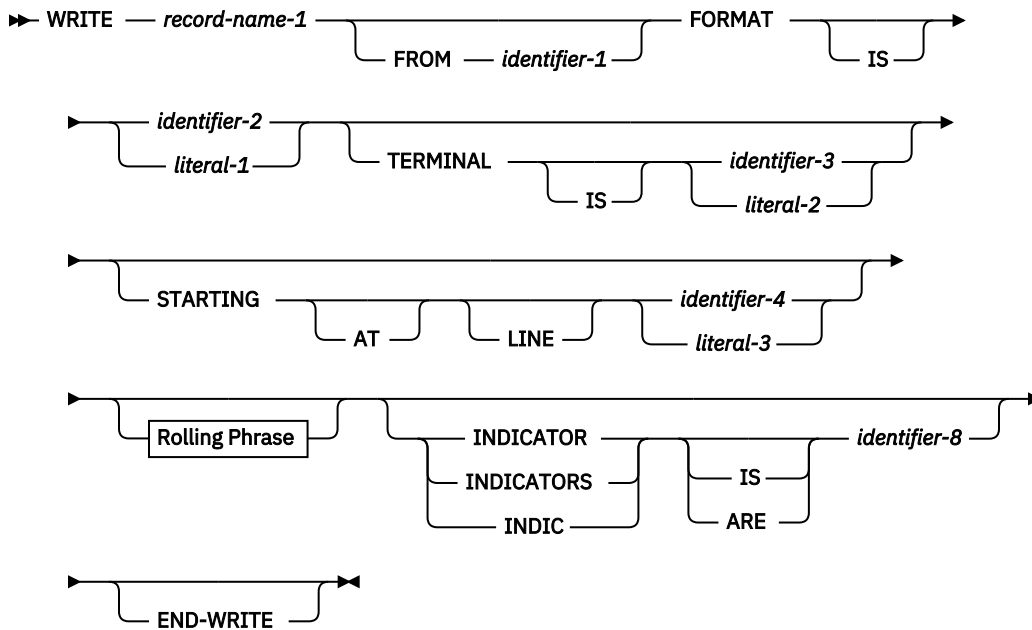 WRITE record-name-1 FORMAT
FROM identifier-1 IS
identifier-2
literal-1 TERMINAL identifier-3
IS literal-2
STARTING identifier-4
AT LINE literal-3
Rolling Phrase INDICATOR identifier-8
INDICATORS IS
INDIC ARE
END-WRITE